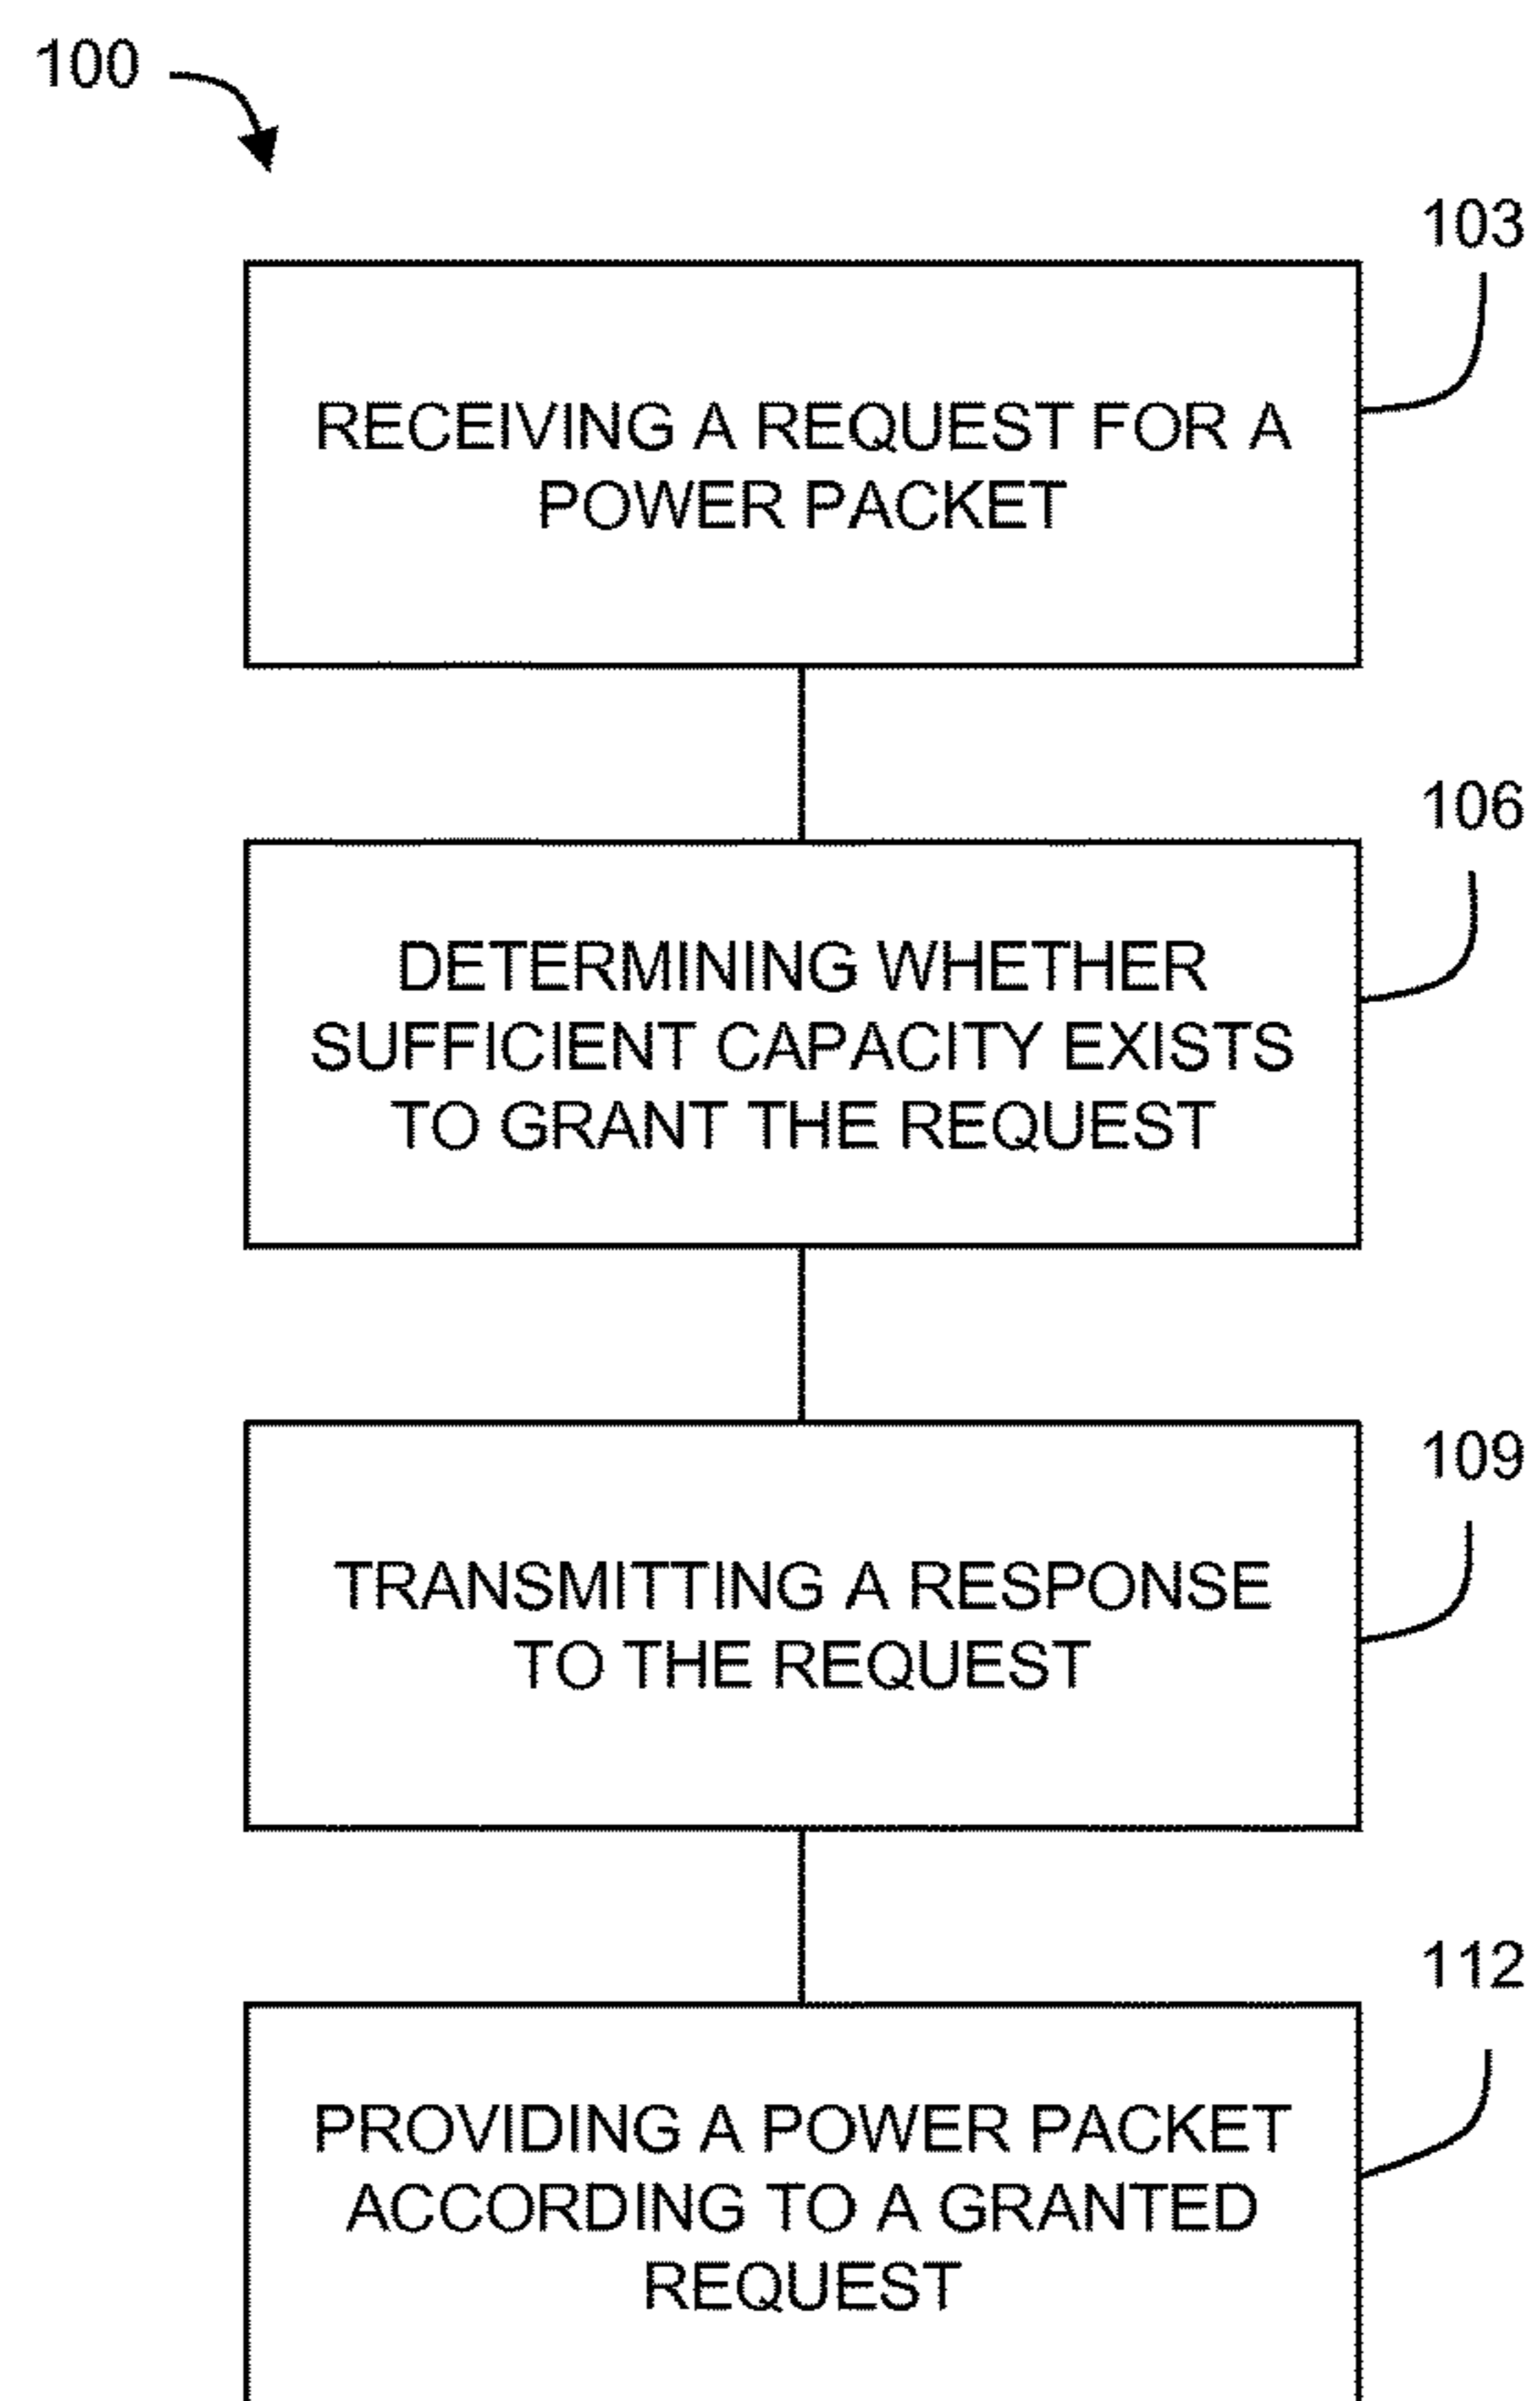 100
103
RECEIVING A REQUEST FOR A
POWER PACKET
106
DETERMINING WHETHER
SUFFICIENT CAPACITY EXISTS
TO GRANT THE REQUEST
109
TRANSMITTING A RESPONSE
TO THE REQUEST
112
PROVIDING A POWER PACKET
ACCORDING TO A GRANTED
REQUEST